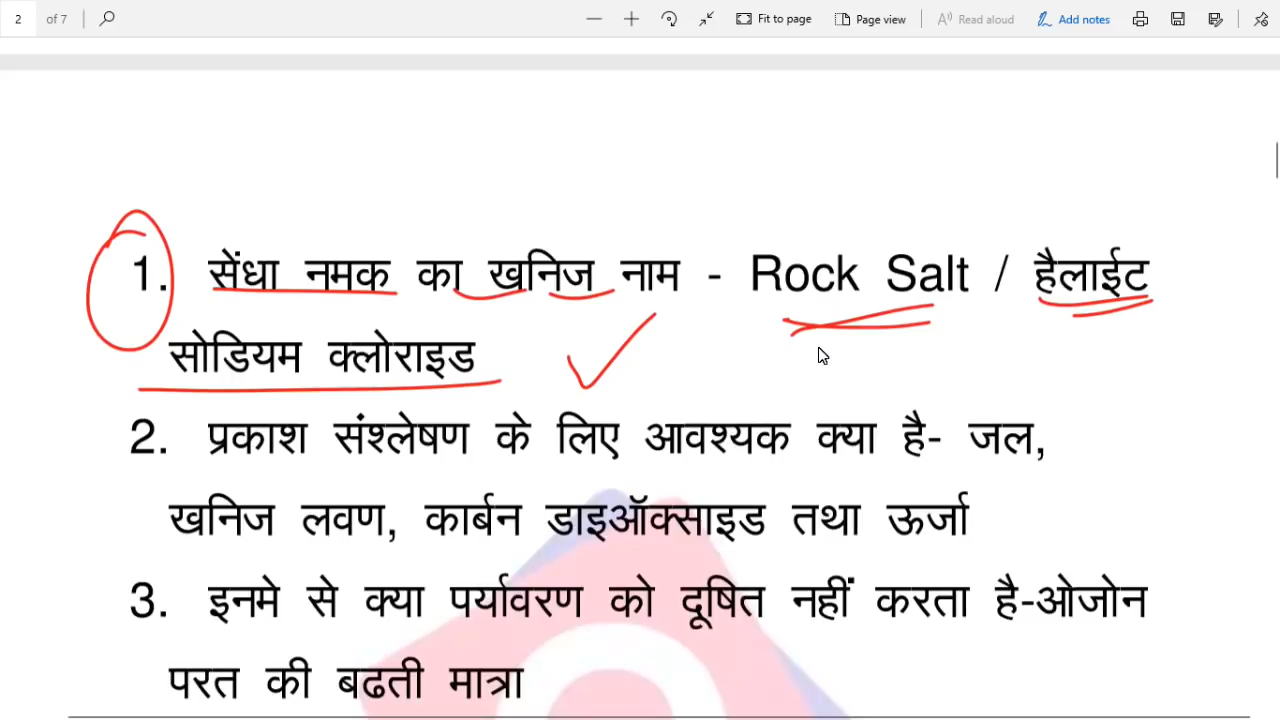 2 of 7 Fit to page Page view Read aloud Add notes
1. सेंधा नमक का खनिज नाम - Rock Salt / हैलाईट
सोडियम क्लोराइड
2. प्रकाश संश्लेषण के लिए आवश्यक क्या है- जल,
खनिज लवण, कार्बन डाइऑक्साइड तथा ऊर्जा
3. इनमे से क्या पर्यावरण को दूषित नहीं करता है-ओजोन
परत की बढती मात्रा